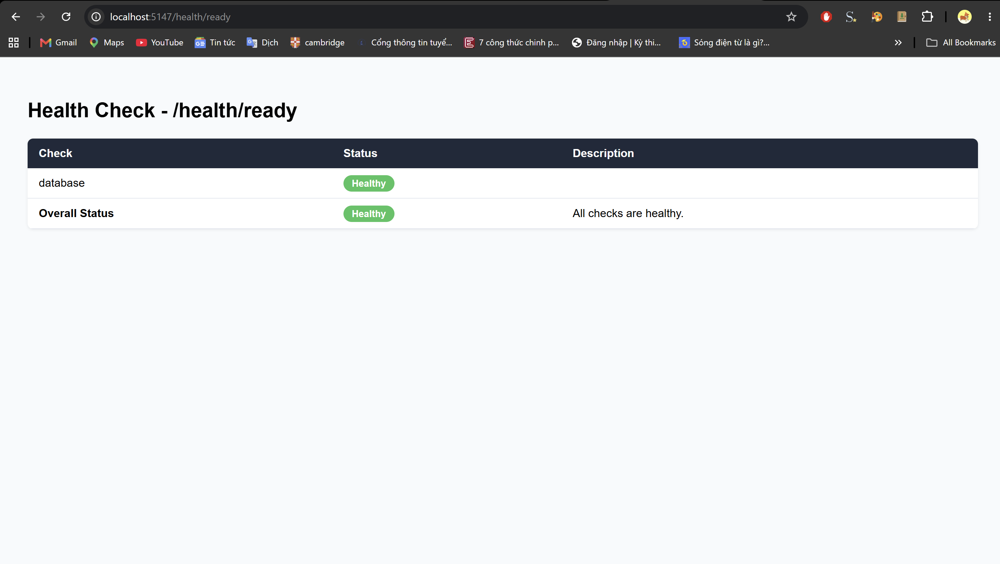 localhost:5147/health/ready
Gmail Maps YouTube Tin tức Dịch cambridge Cổng thông tin tuyể... 7 công thức chinh p... Đăng nhập | Kỳ thi... Sóng điện từ là gì?... All Bookmarks
Health Check - /health/ready
Check Status Description
database Healthy
Overall Status Healthy All checks are healthy.